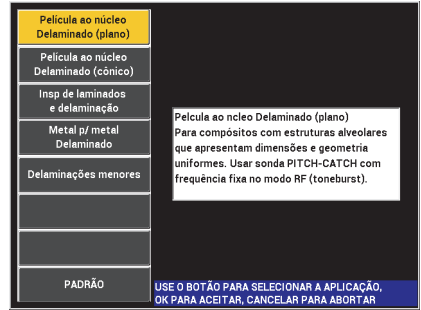 Película ao núcleo
Delaminado (plano)
Película ao núcleo
Delaminado (cônico)
Insp de laminados
e delaminação
Metal p/ metal
Delaminado
Delaminações menores
PADRÃO
Pelcula ao ncleo Delaminado (plano)
Para compósitos com estruturas alveolares
que apresentam dimensões e geometria
uniformes. Usar sonda PITCH-CATCH com
frequência fixa no modo RF (toneburst).
USE O BOTÃO PARA SELECIONAR A APLICAÇÃO,
OK PARA ACEITAR, CANCELAR PARA ABORTAR